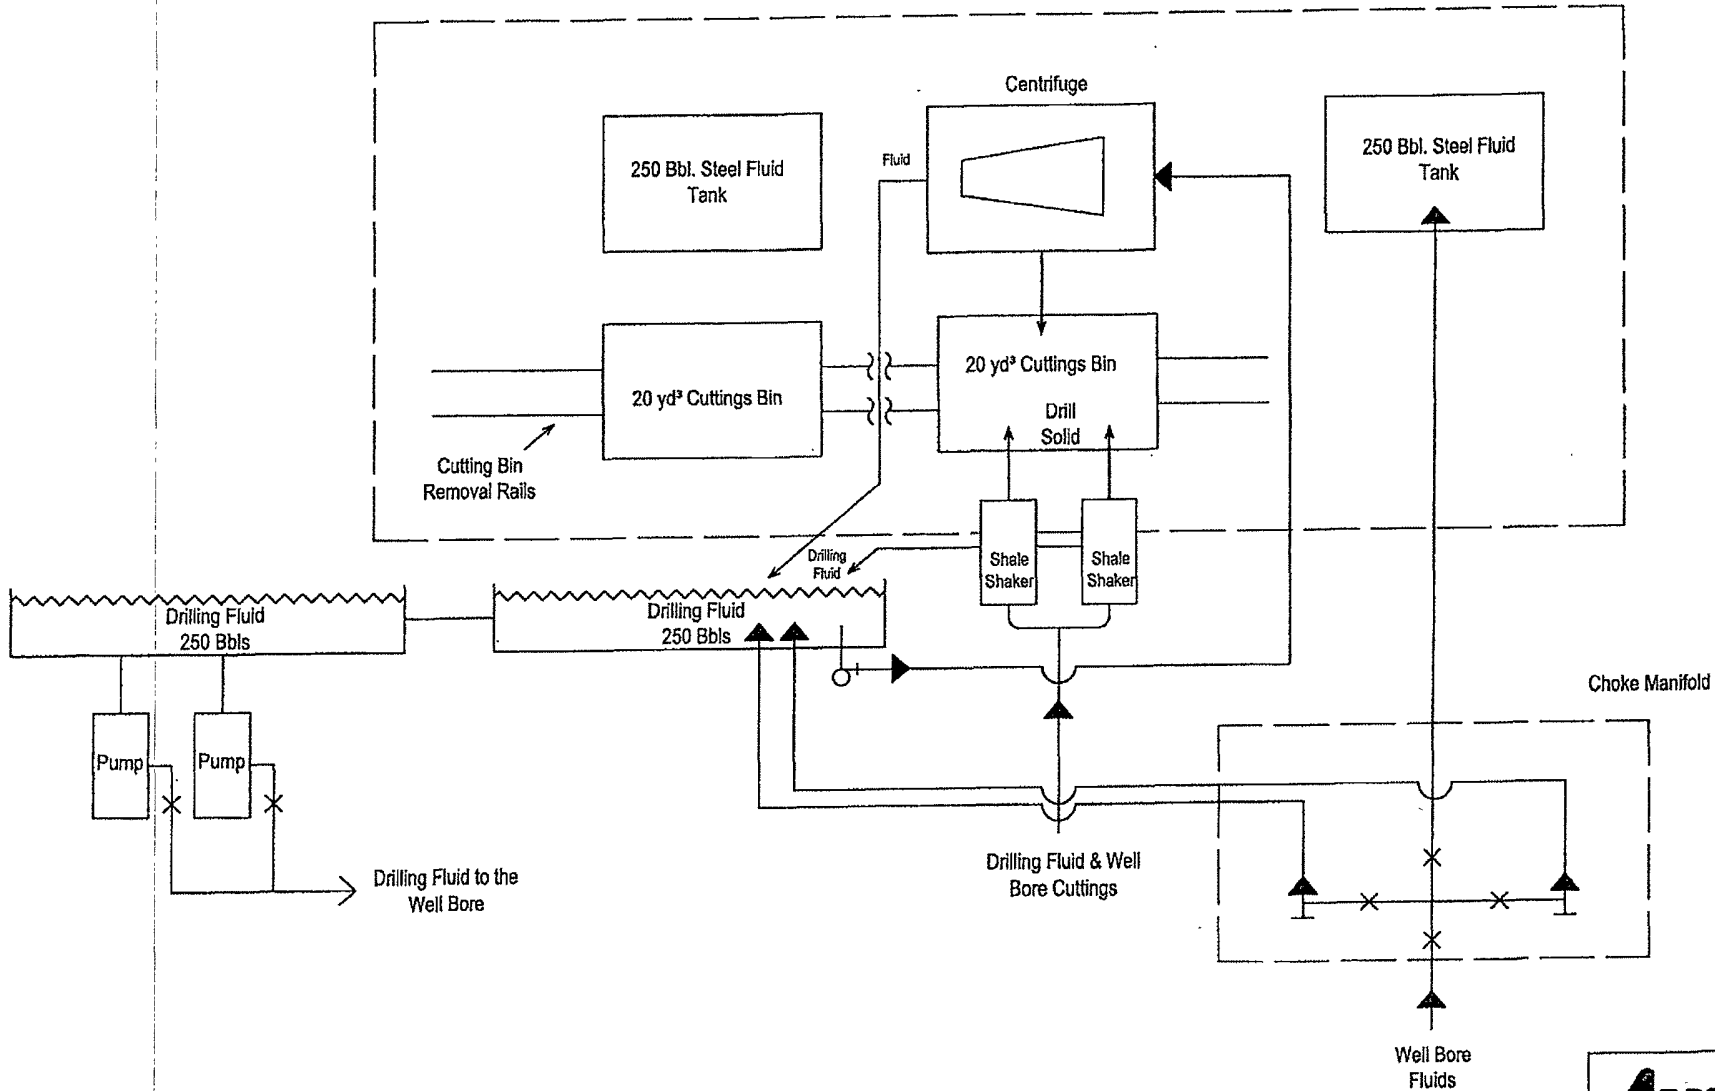 Centrifuge
250 Bbl. Steel Fluid
Tank
Fluid
250 Bbl. Steel Fluid
Tank
20 yd³ Cuttings Bin
20 yd³ Cuttings Bin
Drill
Solid
Cutting Bin
Removal Rails
Drilling
Fluid
Shale
Shaker
Shale
Shaker
Drilling Fluid
250 Bbls
Drilling Fluid
250 Bbls
Choke Manifold
Pump
Pump
Drilling Fluid to the
Well Bore
Drilling Fluid & Well
Bore Cuttings
Well Bore
Fluids